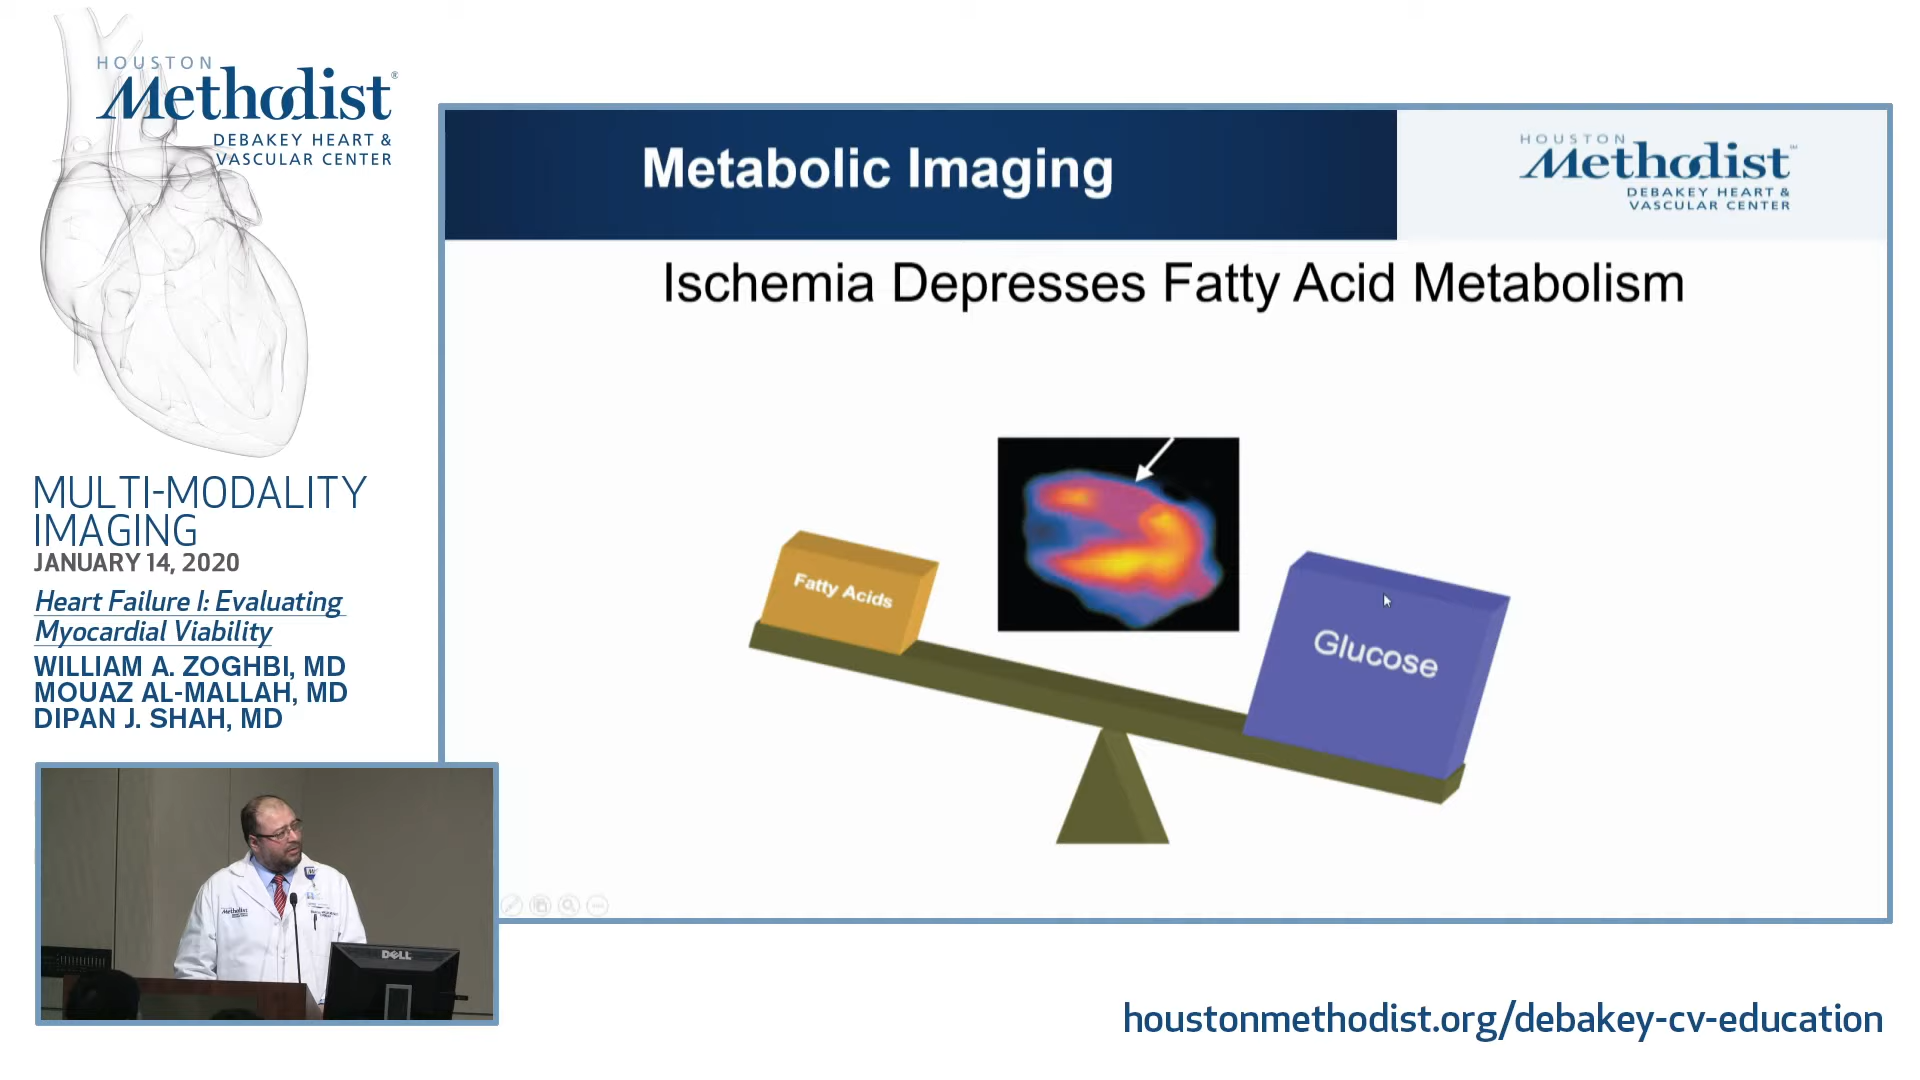 HOUSTON
Methodist®
DEBAKEY HEART &
VASCULAR CENTER
MULTI-MODALITY
IMAGING
JANUARY 14, 2020
Heart Failure I: Evaluating
Myocardial Viability
WILLIAM A. ZOGHBI, MD
MOUAZ AL-MALLAH, MD
DIPAN J. SHAH, MD
Metabolic Imaging
HOUSTON
Methodist
DEBAKEY HEART &
VASCULAR CENTER
Ischemia Depresses Fatty Acid Metabolism
Fatty Acids
Glucose
Methodist
DELL
houstonmethodist.org/debakey-cv-education